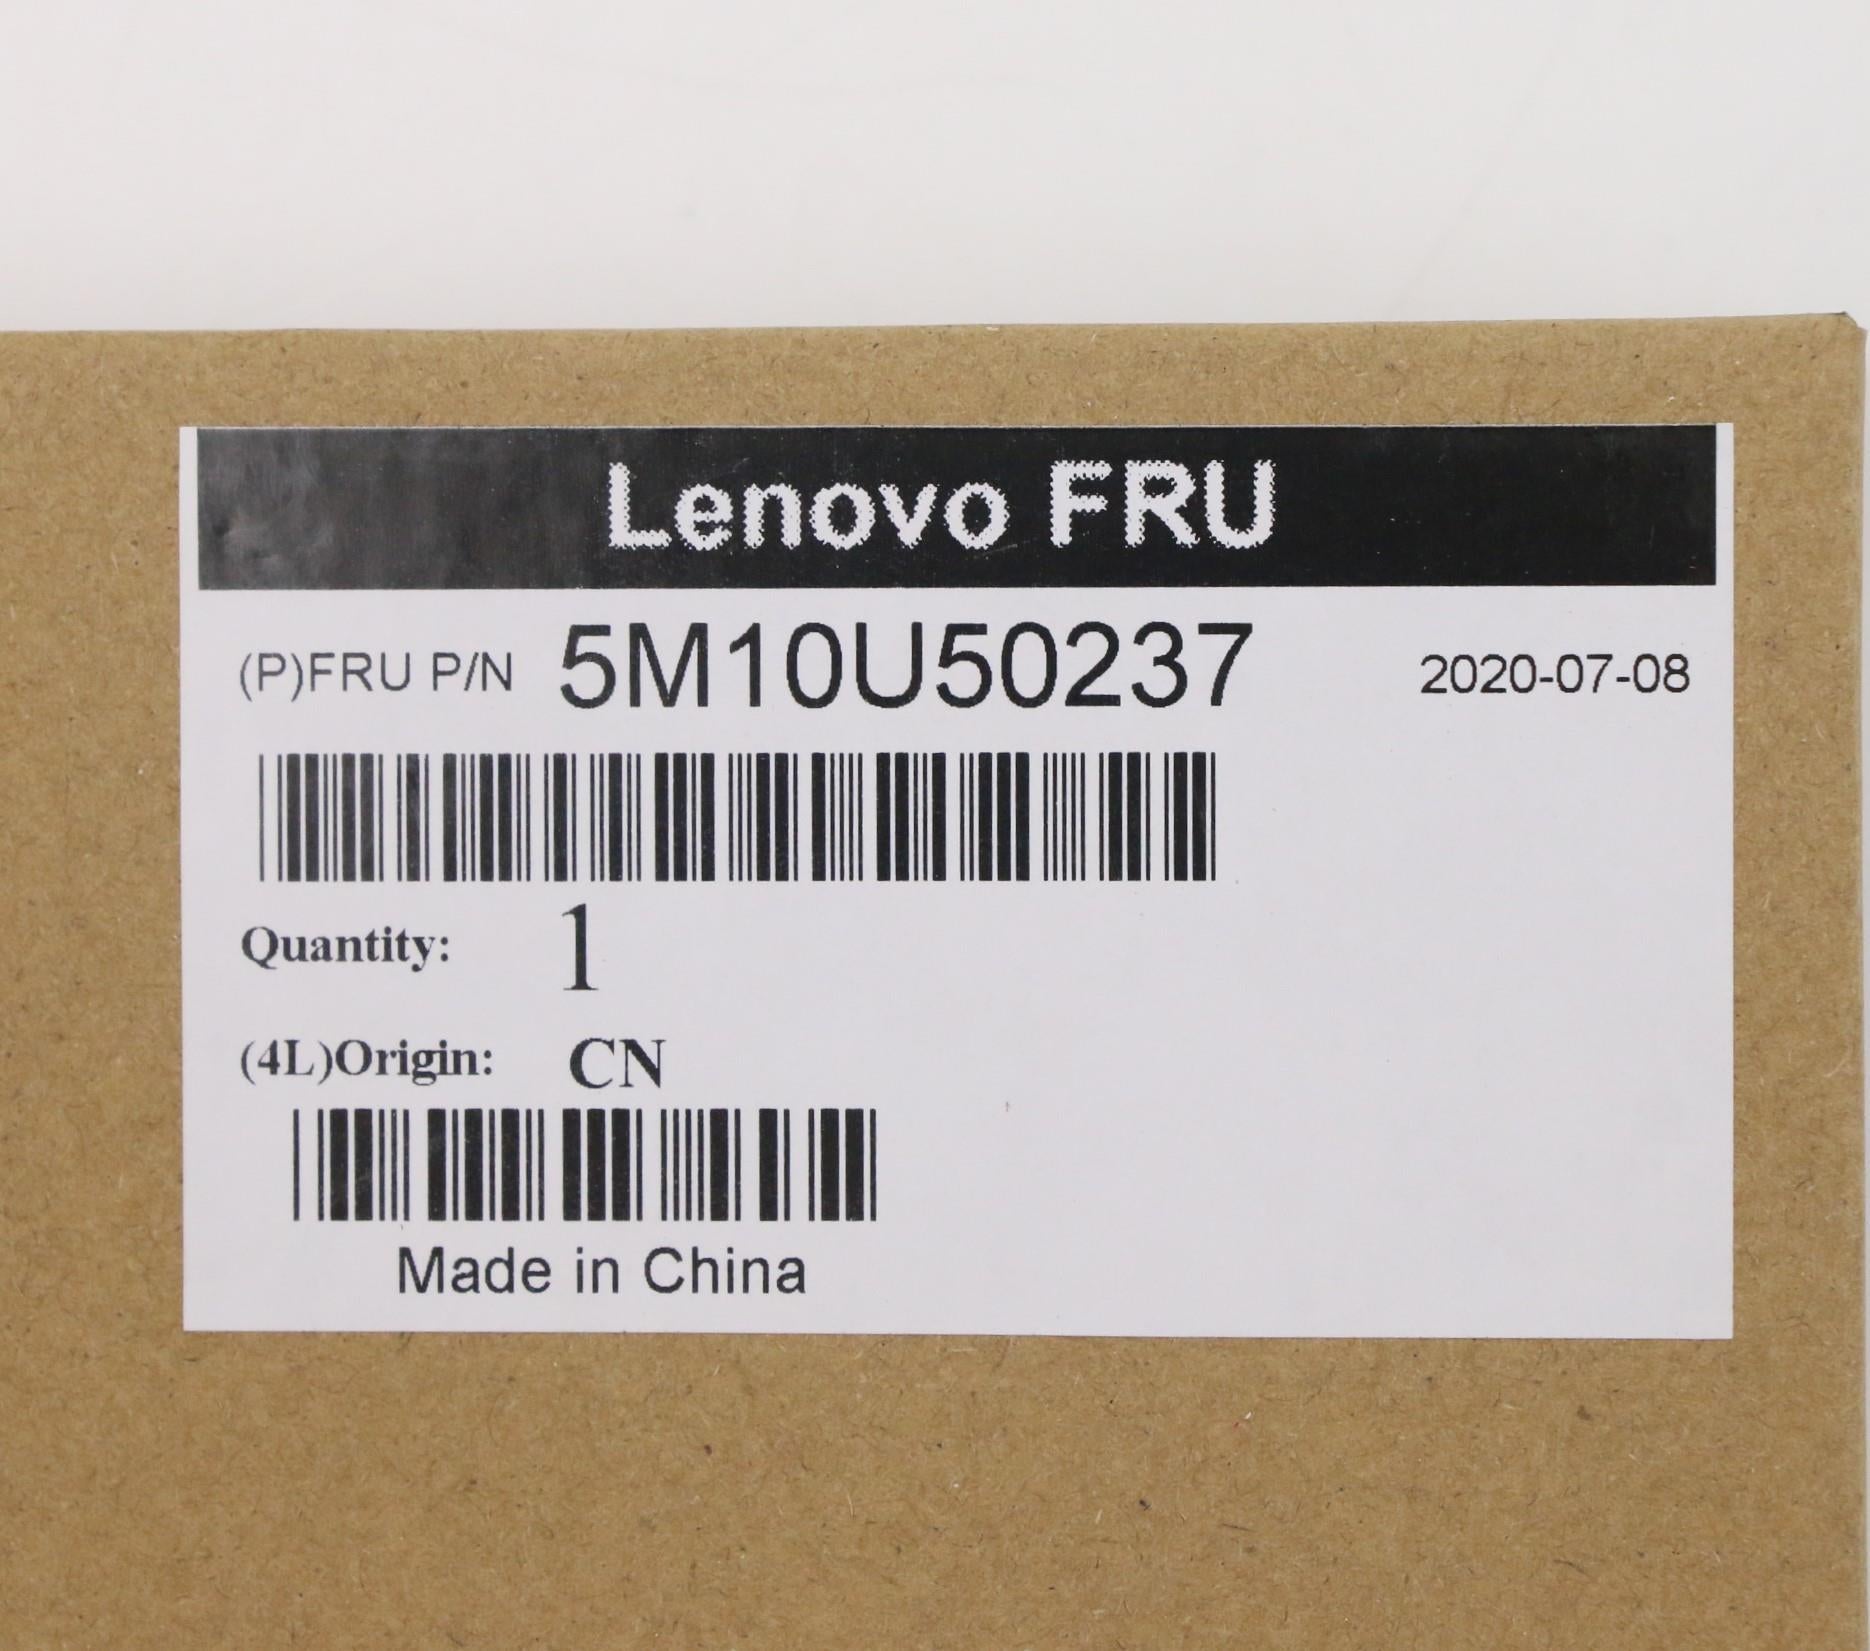 Lenovo FRU
(P)FRU P/N 5M10U50237 2020-07-08
Quantity: 1
(4L)Origin: CN
Made in China